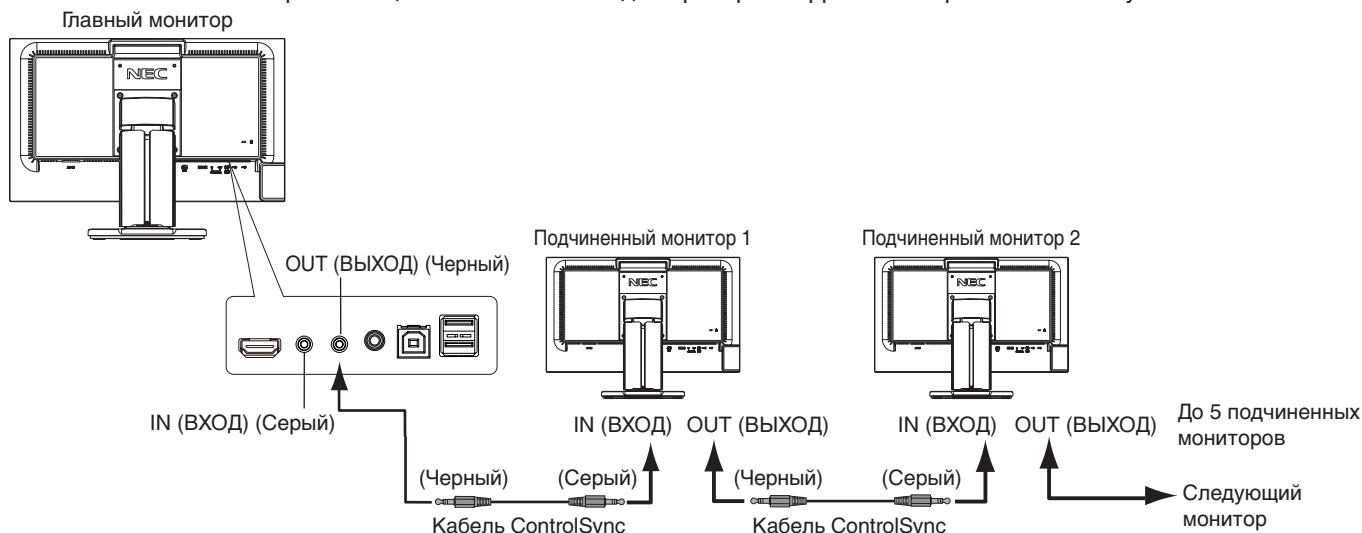 Главный монитор
NEC
OUT (ВЫХОД) (Черный)
IN (ВХОД) (Серый)
Подчиненный монитор 1
NEC
Подчиненный монитор 2
NEC
IN (ВХОД) OUT (ВЫХОД)
IN (ВХОД) OUT (ВЫХОД)
До 5 подчиненных
мониторов
(Черный) (Серый)
Кабель ControlSync
(Черный) (Серый)
Кабель ControlSync
Следующий
монитор